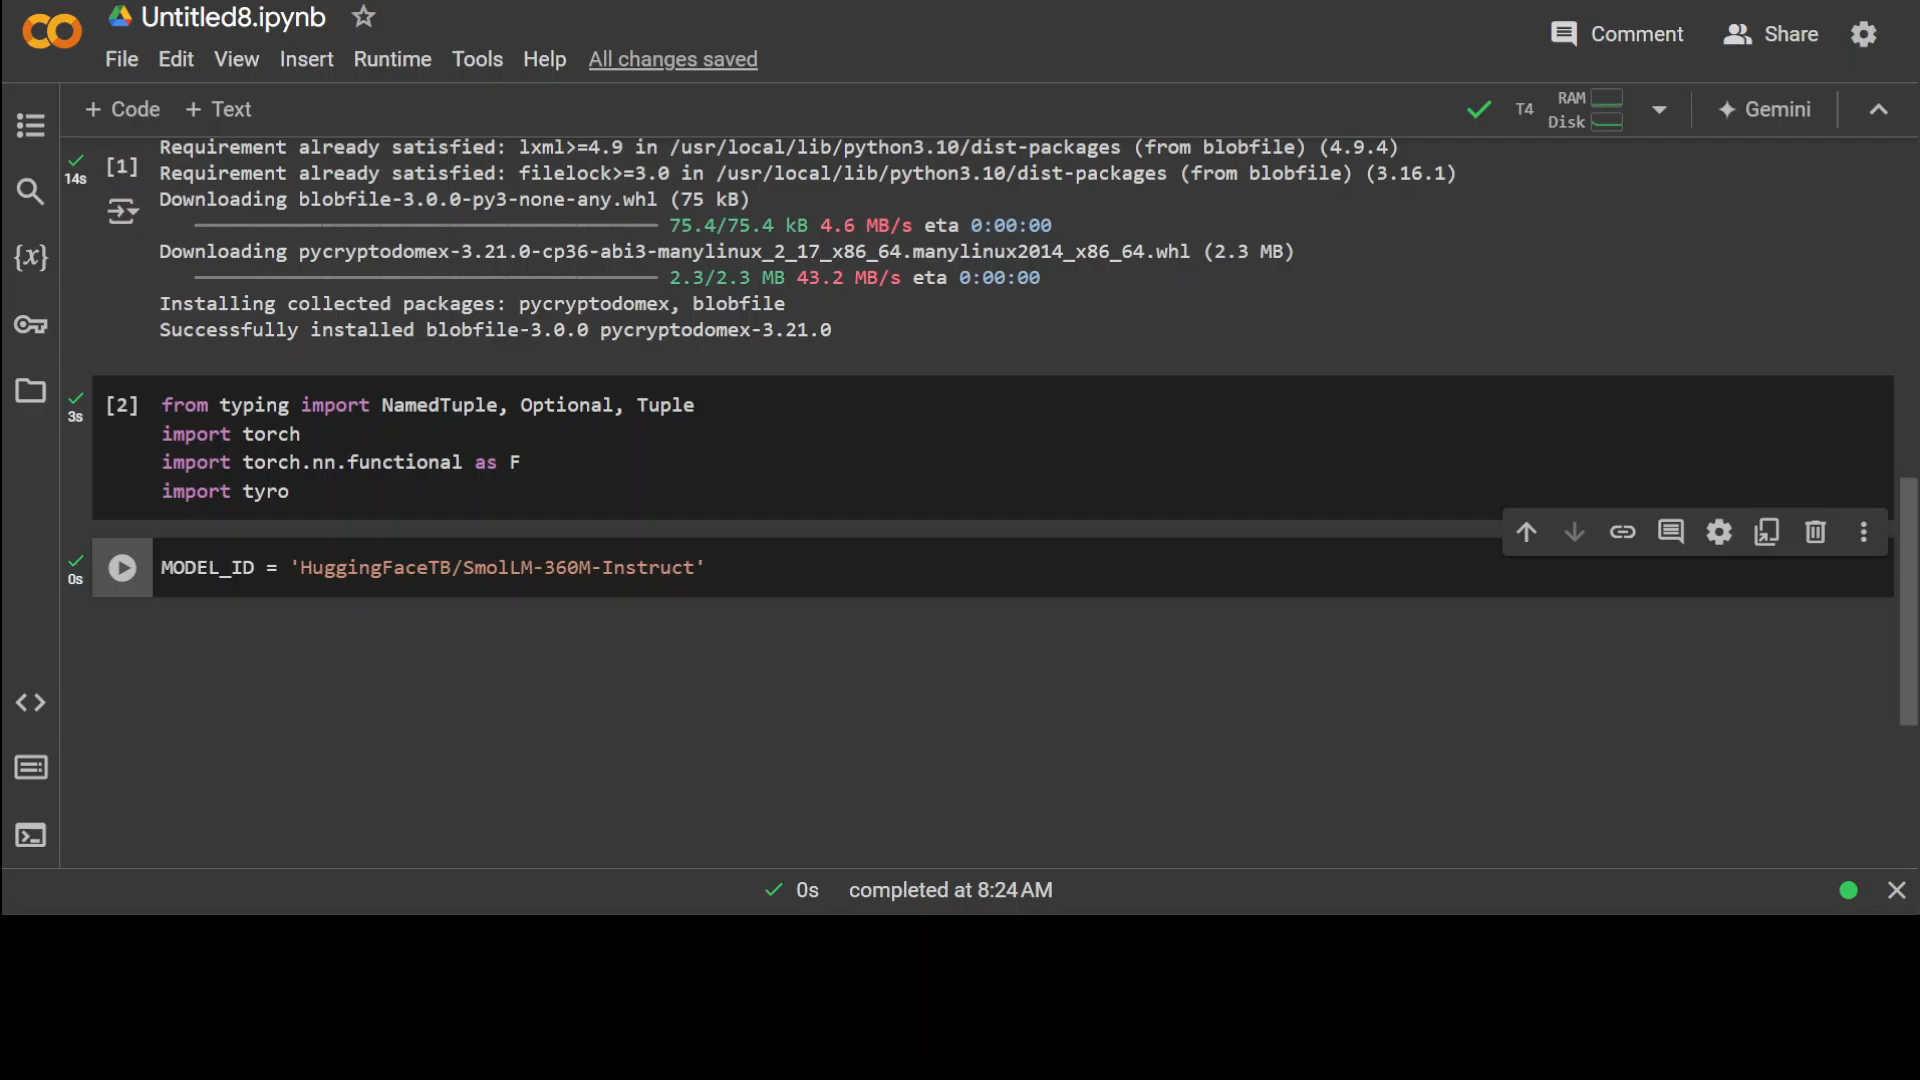 Untitled8.ipynb
Comment
Share
File Edit View Insert Runtime Tools Help All changes saved
+ Code + Text
T4
RAM
Disk
Gemini
14s
[1]
Requirement already satisfied: lxml>=4.9 in /usr/local/lib/python3.10/dist-packages (from blobfile) (4.9.4)
Requirement already satisfied: filelock>=3.0 in /usr/local/lib/python3.10/dist-packages (from blobfile) (3.16.1)
Downloading blobfile-3.0.0-py3-none-any.whl (75 kB)
75.4/75.4 kB 4.6 MB/s eta 0:00:00
Downloading pycryptodomex-3.21.0-cp36-abi3-manylinux_2_17_x86_64.manylinux2014_x86_64.whl (2.3 MB)
2.3/2.3 MB 43.2 MB/s eta 0:00:00
Installing collected packages: pycryptodomex, blobfile
Successfully installed blobfile-3.0.0 pycryptodomex-3.21.0
3s
[2]
from typing import NamedTuple, Optional, Tuple
import torch
import torch.nn.functional as F
import tyro
0s
MODEL_ID = 'HuggingFaceTB/SmolLM-360M-Instruct'
0s completed at 8:24 AM